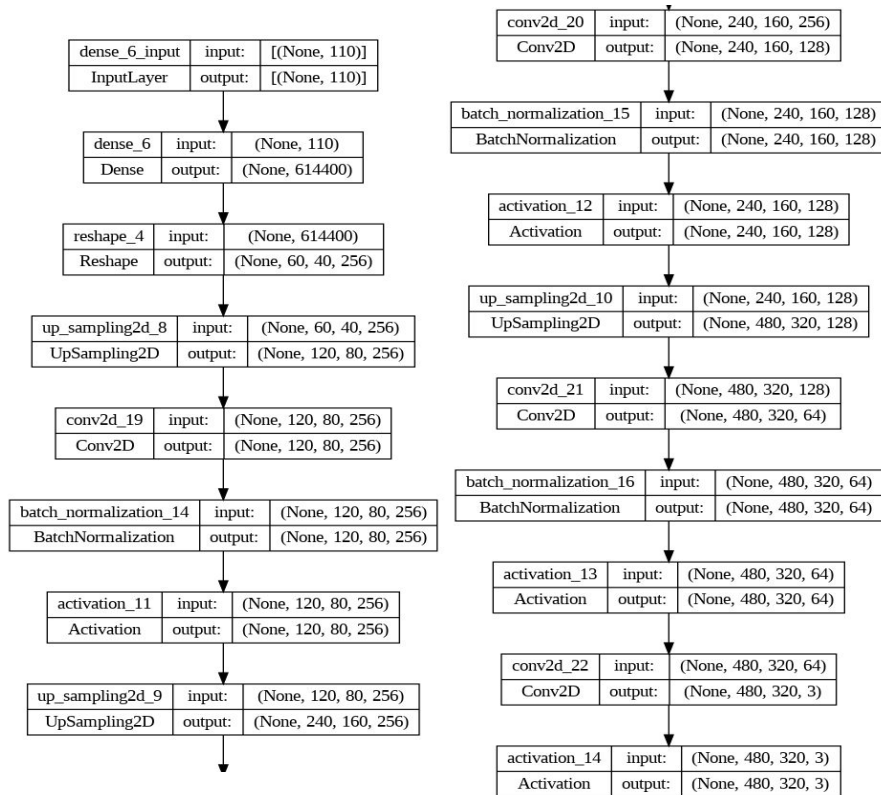 dense_6_input input: [(None, 110)]
InputLayer output: [(None, 110)]
dense_6 input: (None, 110)
Dense output: (None, 614400)
reshape_4 input: (None, 614400)
Reshape output: (None, 60, 40, 256)
up_sampling2d_8 input: (None, 60, 40, 256)
UpSampling2D output: (None, 120, 80, 256)
conv2d_19 input: (None, 120, 80, 256)
Conv2D output: (None, 120, 80, 256)
batch_normalization_14 input: (None, 120, 80, 256)
BatchNormalization output: (None, 120, 80, 256)
activation_11 input: (None, 120, 80, 256)
Activation output: (None, 120, 80, 256)
up_sampling2d_9 input: (None, 120, 80, 256)
UpSampling2D output: (None, 240, 160, 256)
conv2d_20 input: (None, 240, 160, 256)
Conv2D output: (None, 240, 160, 128)
batch_normalization_15 input: (None, 240, 160, 128)
BatchNormalization output: (None, 240, 160, 128)
activation_12 input: (None, 240, 160, 128)
Activation output: (None, 240, 160, 128)
up_sampling2d_10 input: (None, 240, 160, 128)
UpSampling2D output: (None, 480, 320, 128)
conv2d_21 input: (None, 480, 320, 128)
Conv2D output: (None, 480, 320, 64)
batch_normalization_16 input: (None, 480, 320, 64)
BatchNormalization output: (None, 480, 320, 64)
activation_13 input: (None, 480, 320, 64)
Activation output: (None, 480, 320, 64)
conv2d_22 input: (None, 480, 320, 64)
Conv2D output: (None, 480, 320, 3)
activation_14 input: (None, 480, 320, 3)
Activation output: (None, 480, 320, 3)